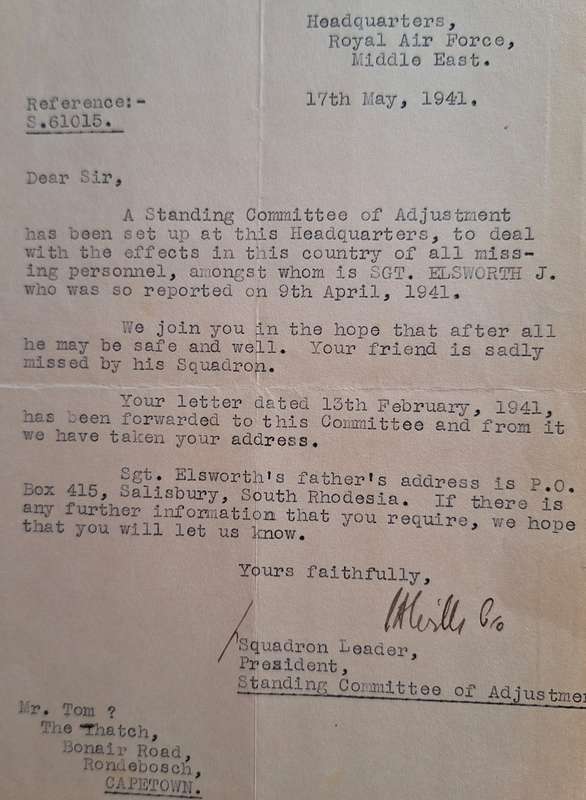 Headquarters,
Royal Air Force,
Middle East.
Reference:-
S.61015.
17th May, 1941.
Dear Sir,
A Standing Committee of Adjustment
has been set up at this Headquarters, to deal
with the effects in this country of all miss-
ing personnel, amongst whom is SGT. ELSWORTH J.
who was so reported on 9th April, 1941.
We join you in the hope that after all
he may be safe and well. Your friend is sadly
missed by his Squadron.
Your letter dated 13th February, 1941,
has been forwarded to this Committee and from it
we have taken your address.
Sgt. Elsworth's father's address is P.O.
Box 415, Salisbury, South Rhodesia. If there is
any further information that you require, we hope
that you will let us know.
Yours faithfully,
Squadron Leader,
President,
Standing Committee of Adjustme
Mr. Tom ?
The Thatch,
Bonair Road,
Rondebosch,
CAPETOWN.